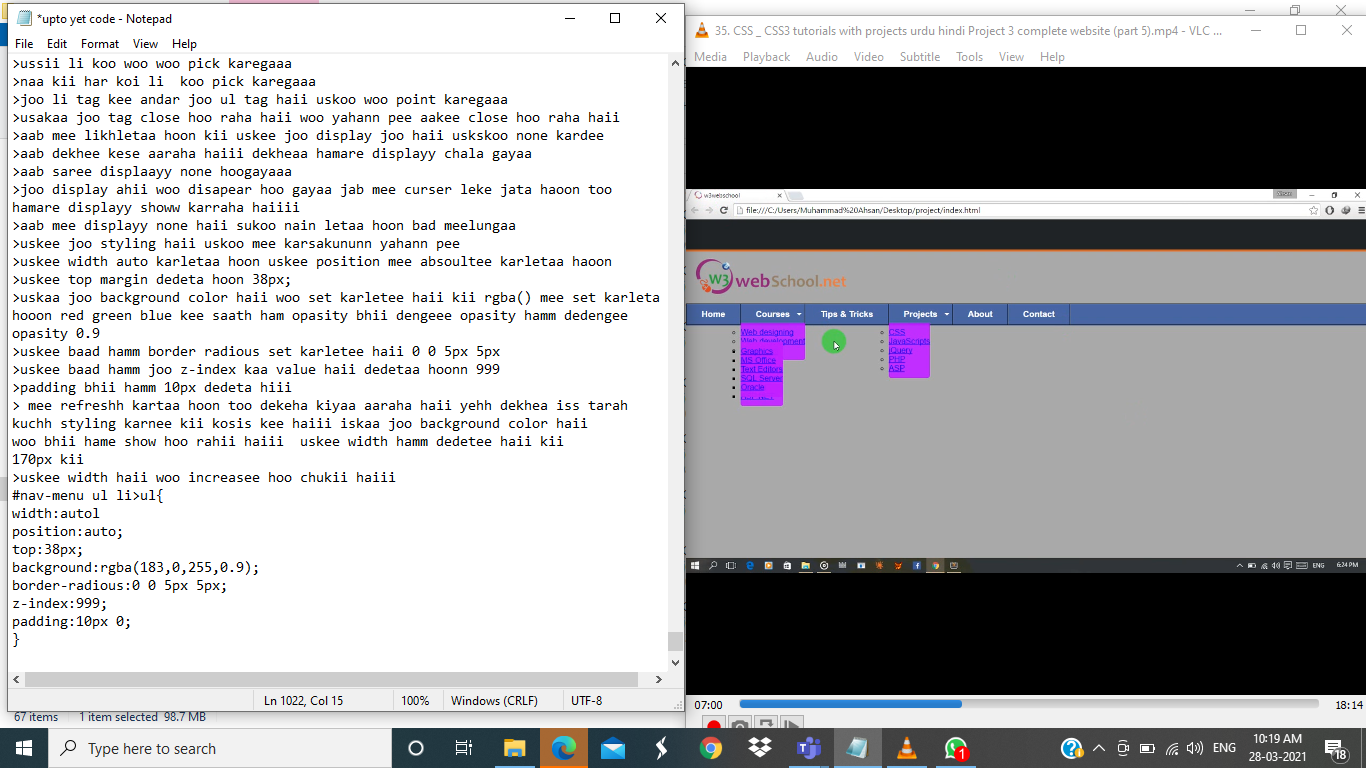 *upto yet code - Notepad
File Edit Format View Help
>ussii li koo woo woo pick karegaaa
>naa kii har koi li  koo pick karegaaa
>joo li tag kee andar joo ul tag haii uskoo woo point karegaaa
>usakaa joo tag close hoo raha haii woo yahann pee aakee close hoo raha haii
>aab mee likhletaa hoon kii uskee joo display joo haii uskskoo none kardee
>aab dekhee kese aaraha haiii dekheaa hamare displayy chala gayaa
>aab saree displaayy none hoogayaaa
>joo display ahii woo disapear hoo gayaa jab mee curser leke jata haoon too
hamare displayy showw karraha haiiii
>aab mee displayy none haii sukoo nain letaa hoon bad meelungaa
>uskee joo styling haii uskoo mee karsakununn yahann pee
>uskee width auto karletaa hoon uskee position mee absoultee karletaa haoon
>uskee top margin dedeta hoon 38px;
>uskaa joo background color haii woo set karletee haii kii rgba() mee set karleta
hooon red green blue kee saath ham opasity bhii dengeee opasity hamm dedengee
opasity 0.9
>uskee baad hamm border radious set karletee haii 0 0 5px 5px
>uskee baad hamm joo z-index kaa value haii dedetaa hoonn 999
>padding bhii hamm 10px dedeta hiii
> mee refreshh kartaa hoon too dekeha kiyaa aaraha haii yehh dekhea iss tarah
kuchh styling karnee kii kosis kee haiii iskaa joo background color haii
woo bhii hame show hoo rahii haiii  uskee width hamm dedetee haii kii
170px kii
>uskee width haii woo increasee hoo chukii haiii
#nav-menu ul li>ul{
width:autol
position:auto;
top:38px;
background:rgba(183,0,255,0.9);
border-radious:0 0 5px 5px;
z-index:999;
padding:10px 0;
}
Ln 1022, Col 15 100% Windows (CRLF) UTF-8
67 items 1 item selected 98.7 MB
35. CSS _ CSS3 tutorials with projects urdu hindi Project 3 complete website (part 5).mp4 - VLC ...
Media Playback Audio Video Subtitle Tools View Help
w3webschool
file:///C:/Users/Muhammad%20Ahsan/Desktop/project/index.html
W3 webSchool.net
Home Courses Tips & Tricks Projects About Contact
Web designing
Web development
Graphics
MS Office
Text Editors
SQL Server
Oracle
CSS
JavaScripts
jQuery
PHP
ASP
ENG 6:24 PM
07:00 18:14
Type here to search
1
ENG
10:19 AM
28-03-2021
18